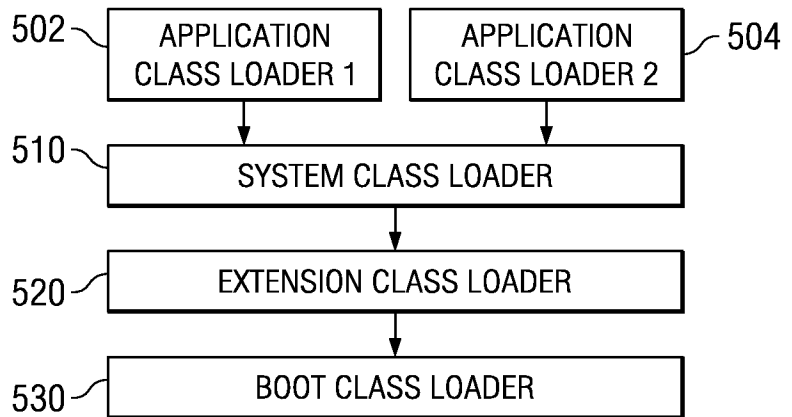 502
APPLICATION
CLASS LOADER 1
APPLICATION
CLASS LOADER 2
504
510
SYSTEM CLASS LOADER
520
EXTENSION CLASS LOADER
530
BOOT CLASS LOADER